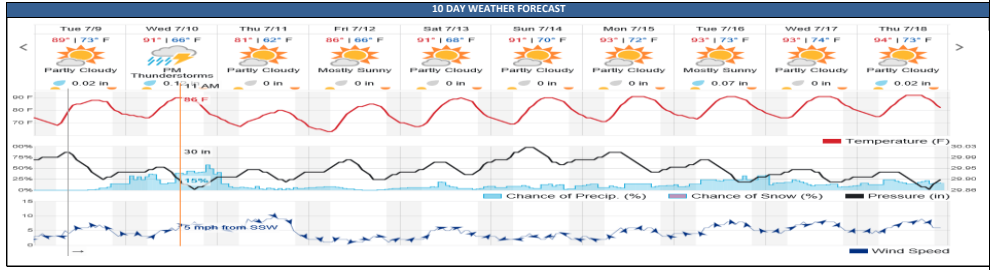 10 DAY WEATHER FORECAST
Tue 7/9 Wed 7/10 Thu 7/11 Fri 7/12 Sat 7/13 Sun 7/14 Mon 7/15 Tue 7/16 Wed 7/17 Thu 7/18
89° | 73° F 91° | 66° F 81° | 62° F 86° | 66° F 91° | 68° F 91° | 70° F 93° | 72° F 93° | 73° F 93° | 74° F 94° | 73° F
< >
Partly Cloudy PM Thunderstorms Partly Cloudy Mostly Sunny Partly Cloudy Partly Cloudy Partly Cloudy Partly Cloudy Partly Cloudy Partly Cloudy
0.02 in 0.1 0 in 0 in 0 in 0 in 0 in 0.07 in 0 in 0.02 in
11 AM
90 F 86 F
80 F
70 F
Temperature (F)
00% 30 in 30.03
75% 29.99
50% 29.95
25% 15% 29.90
0% 29.86
Chance of Precip. (%) Chance of Snow (%) Pressure (in)
15
10
5 5 mph from SSW
0
Wind Speed